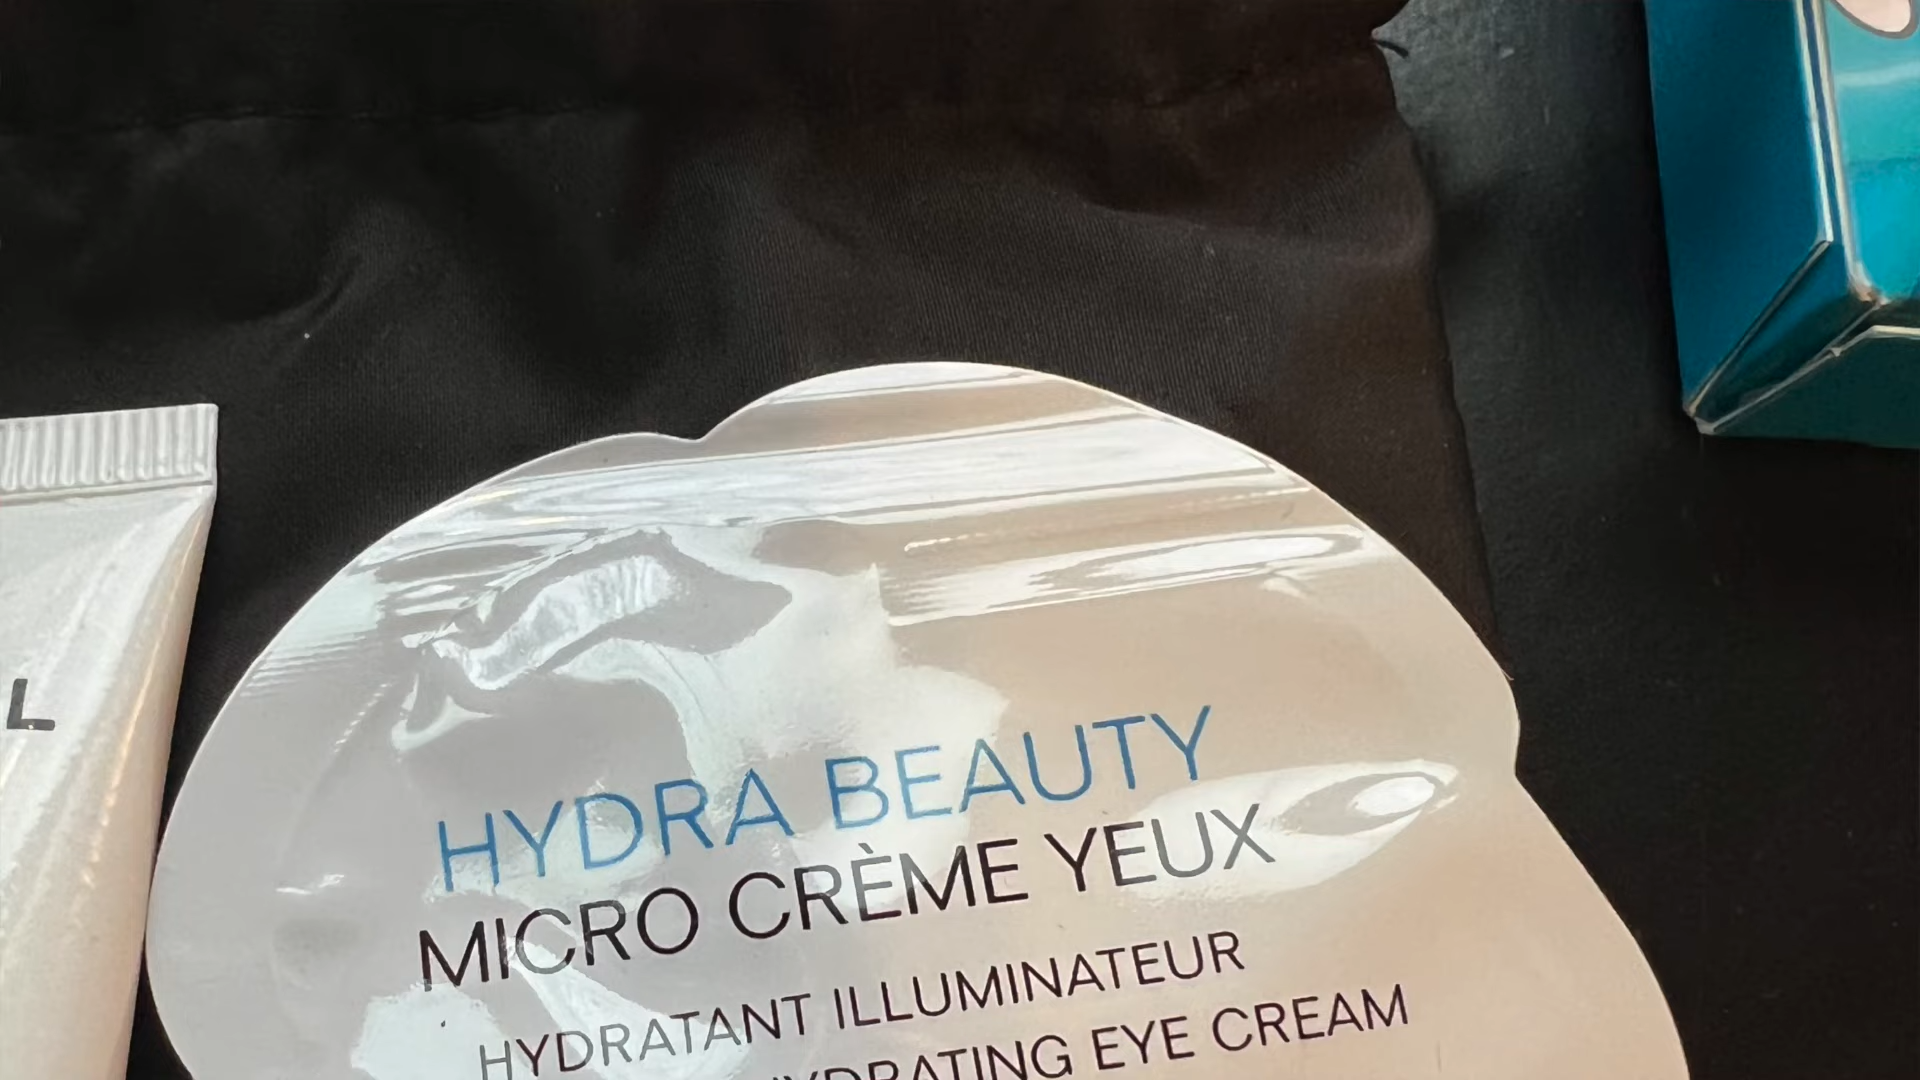 L
HYDRA BEAUTY
MICRO CRÈME YEUX
HYDRATANT ILLUMINATEUR
EYE CREAM